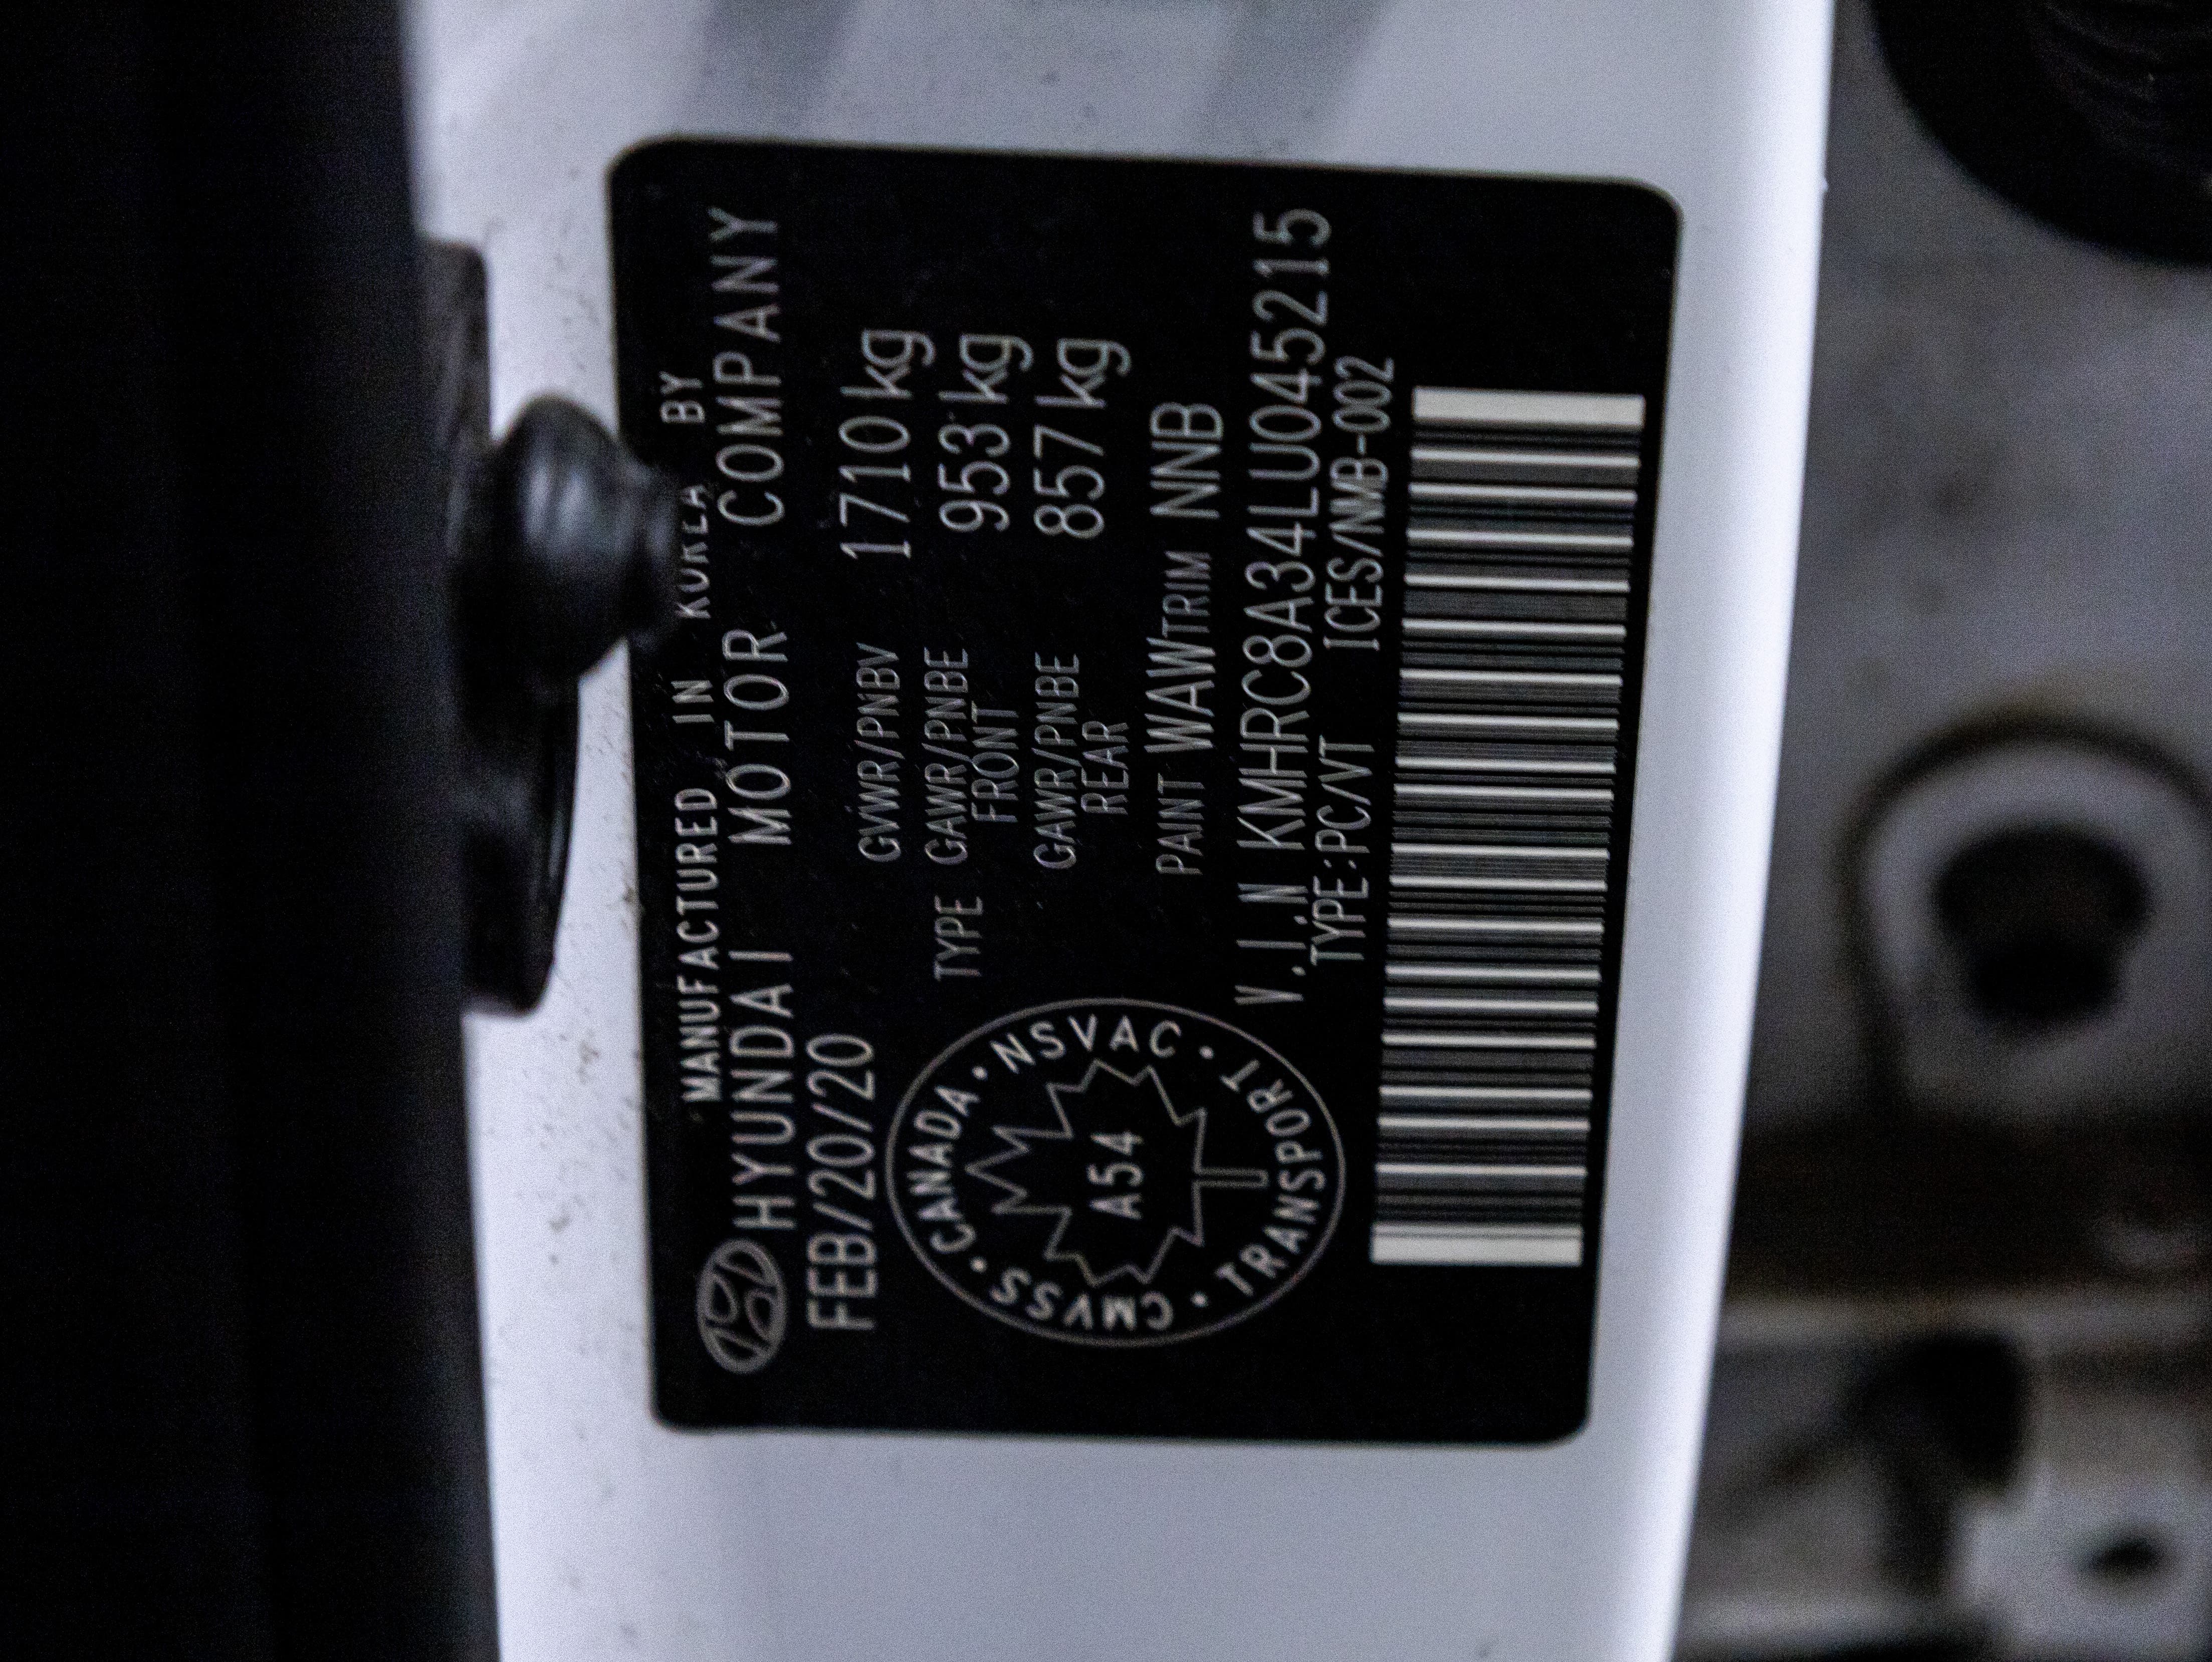 MANUFACTURED IN KOREA BY
HYUNDAI MOTOR COMPANY
FEB/20/20
GVWR/PNBV 1710 kg
TYPE GAWR/PNBE FRONT 953 kg
GAWR/PNBE REAR 857 kg
PAINT WAW TRIM NNB
V.I.N KMHRC8A34LU045215
TYPE:PC/VT ICES/NMB-002
CANADA • NSVAC • TRANSPORT • CMVSS •
A54